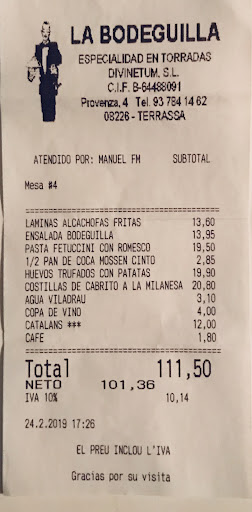 LA BODEGUILLA
ESPECIALIDAD EN TORRADAS
DIVINETUM, S.L.
C.I.F. B-64488091
Provenza, 4 Tel. 93 784 14 62
08226 - TERRASSA
ATENDIDO POR: MANUEL FM SUBTOTAL
Mesa #4
LAMINAS ALCACHOFAS FRITAS 13,60
ENSALADA BODEGUILLA 13,95
PASTA FETUCCINI CON ROMESCO 19,50
1/2 PAN DE COCA MOSSEN CINTO 2,85
HUEVOS TRUFADOS CON PATATAS 19,90
COSTILLAS DE CABRITO A LA MILANESA 20,80
AGUA VILADRAU 3,10
COPA DE VINO 4,00
CATALANS *** 12,00
CAFE 1,80
Total 111,50
NETO 101,36
IVA 10% 10,14
24.2.2019 17:26
EL PREU INCLOU L'IVA
Gracias por su visita